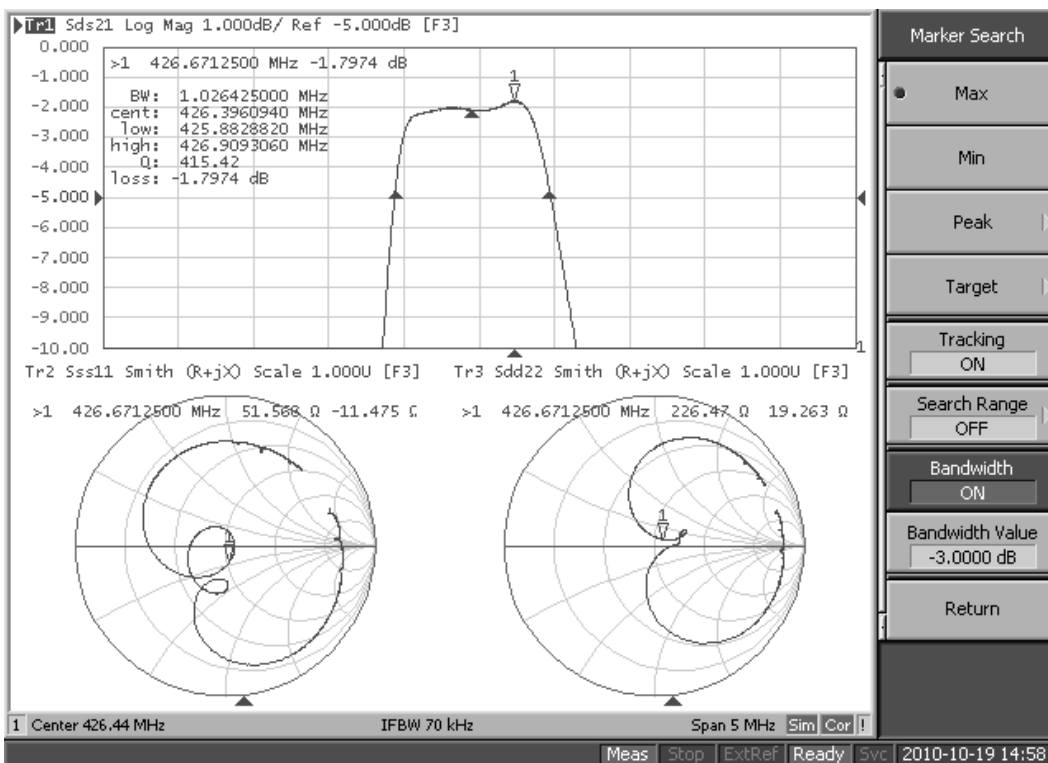 Tr1 Sds21 Log Mag 1.000dB/ Ref -5.000dB [F3]
0.000
-1.000
-2.000
-3.000
-4.000
-5.000
-6.000
-7.000
-8.000
-9.000
-10.00
>1 426.6712500 MHz -1.7974 dB
BW: 1.026425000 MHz
cent: 426.3960940 MHz
low: 425.8828820 MHz
high: 426.9093060 MHz
Q: 415.42
loss: -1.7974 dB
1
1
Tr2 Sss11 Smith (R+jX) Scale 1.000U [F3]
>1 426.6712500 MHz 51.568 Ω -11.475 Ω
1
Tr3 Sdd22 Smith (R+jX) Scale 1.000U [F3]
>1 426.6712500 MHz 226.47 Ω 19.263 Ω
1
1 Center 426.44 MHz IFBW 70 kHz Span 5 MHz Sim Cor !
Meas Stop ExtRef Ready Svc 2010-10-19 14:58
Marker Search
Max
Min
Peak
Target
Tracking
ON
Search Range
OFF
Bandwidth
ON
Bandwidth Value
-3.0000 dB
Return